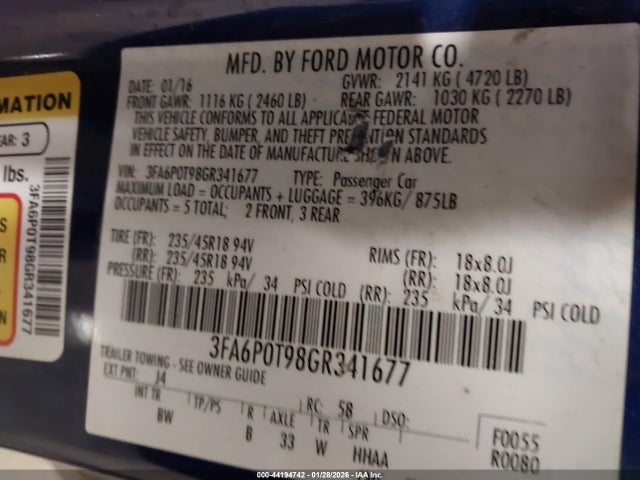 MFD. BY FORD MOTOR CO.
DATE: 01/16 GVWR: 2141 KG ( 4720 LB)
FRONT GAWR: 1116 KG ( 2460 LB) REAR GAWR: 1030 KG ( 2270 LB)
THIS VEHICLE CONFORMS TO ALL FEDERAL MOTOR
VEHICLE SAFETY, BUMPER, AND THEFT STANDARDS
IN EFFECT ON THE DATE OF MANUFACTURE SHOWN ABOVE.
VIN: 3FA6P0T98GR341677 TYPE: Passenger Car
MAXIMUM LOAD = OCCUPANTS + LUGGAGE = 396KG/ 875LB
OCCUPANTS = 5 TOTAL; 2 FRONT, 3 REAR
TIRE (FR): 235/45R18 94V RIMS (FR): 18x8.0J
(RR): 235/45R18 94V (RR): 18x8.0J
PRESSURE (FR): 235 kPa/ 34 PSI COLD (RR): 235 kPa/ 34 PSI COLD
3FA6P0T98GR341677
TRAILER TOWING - SEE OWNER GUIDE
EXT PNT: J4 RC: 58 DSO:
INT TR TP/PS R AXLE TR SPR
BW B 33 W HHAA
F0055
R0080
MATION
EAR: 3
lbs.
3FA6P0T98GR341677
S
R
N
000-44194742 | 01/28/2026 | IAA Holdings, LLC